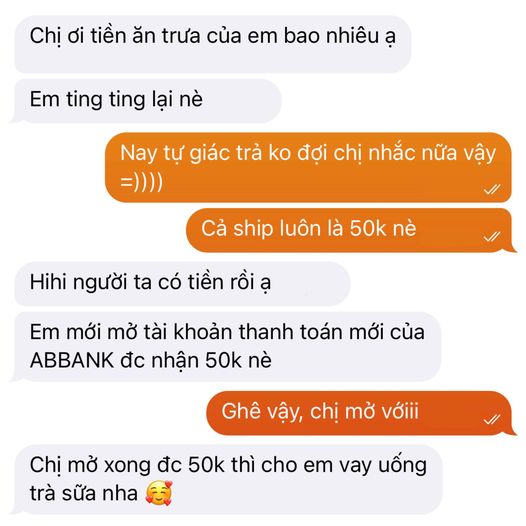 Chị ơi tiền ăn trưa của em bao nhiêu ạ
Em ting ting lại nè
Nay tự giác trả ko đợi chị nhắc nữa vậy
=))))
Cả ship luôn là 50k nè
Hihi người ta có tiền rồi ạ
Em mới mở tài khoản thanh toán mới của
ABBANK đc nhận 50k nè
Ghê vậy, chị mở vớiii
Chị mở xong đc 50k thì cho em vay uống
trà sữa nha 🥰